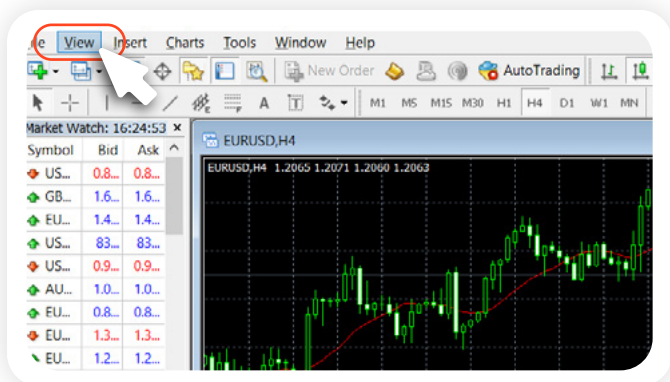 View Insert Charts Tools Window Help
New Order AutoTrading
A T M1 M5 M15 M30 H1 H4 D1 W1 MN
Market Watch: 16:24:53
EURUSD,H4
Symbol Bid Ask
EURUSD,H4 1.2065 1.2071 1.2060 1.2063
US... 0.8... 0.8...
GB... 1.6... 1.6...
EU... 1.4... 1.4...
US... 83... 83...
US... 0.9... 0.9...
AU... 1.0... 1.0...
EU... 0.8... 0.8...
EU... 1.3... 1.3...
EU... 1.2... 1.2...